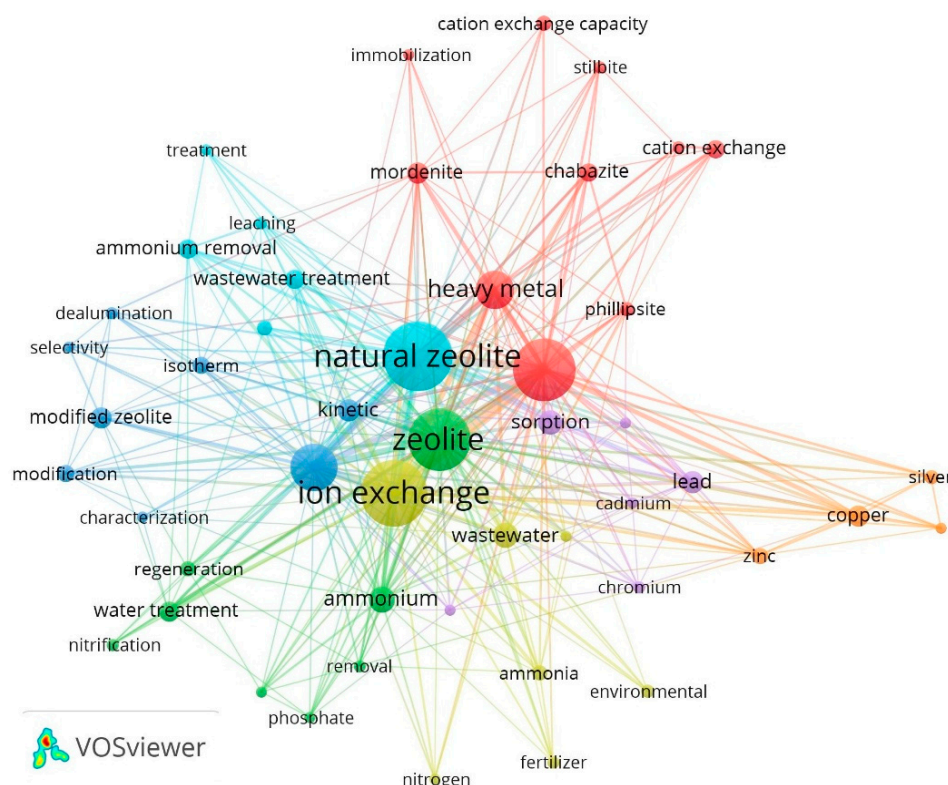 cation exchange capacity
immobilization
stilbite
treatment
cation exchange
mordenite
chabazite
leaching
ammonium removal
wastewater treatment
heavy metal
dealumination
phillipsite
selectivity
natural zeolite
isotherm
modified zeolite
kinetic
sorption
zeolite
modification
silver
lead
ion exchange
cadmium
copper
characterization
wastewater
zinc
regeneration
chromium
water treatment
ammonium
nitrification
removal
ammonia
environmental
phosphate
VOSviewer
fertilizer
nitrogen